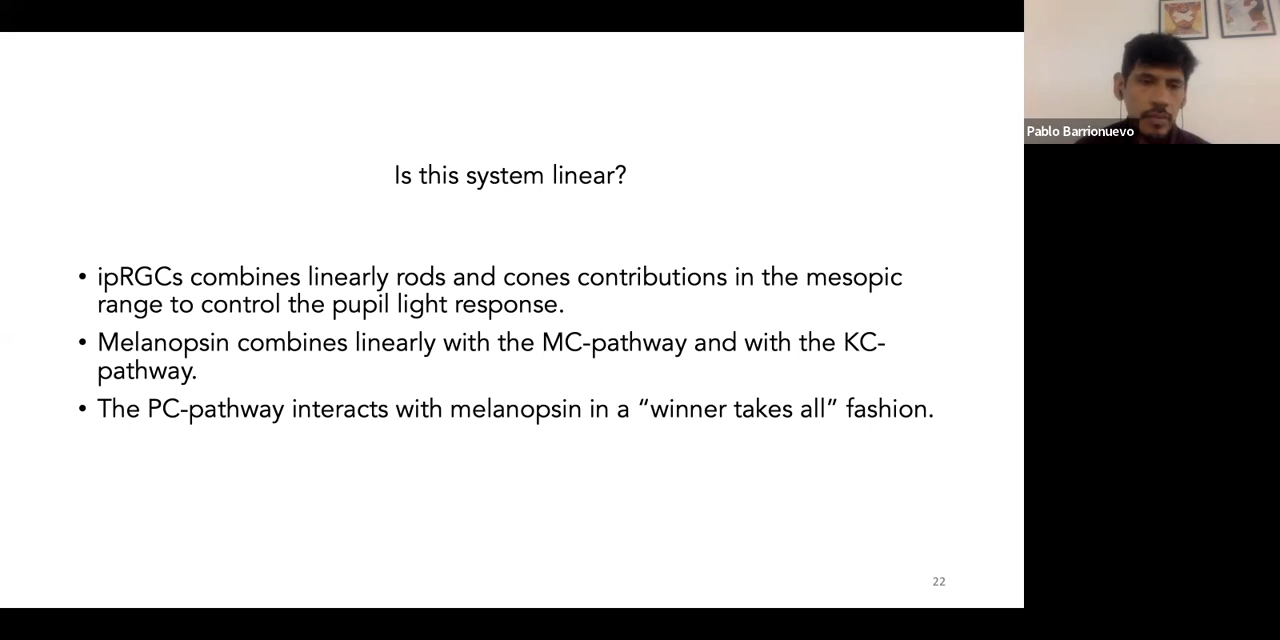 Is this system linear?
• ipRGCs combines linearly rods and cones contributions in the mesopic
range to control the pupil light response.
• Melanopsin combines linearly with the MC-pathway and with the KC-
pathway.
• The PC-pathway interacts with melanopsin in a “winner takes all” fashion.
22
Pablo Barrionuevo